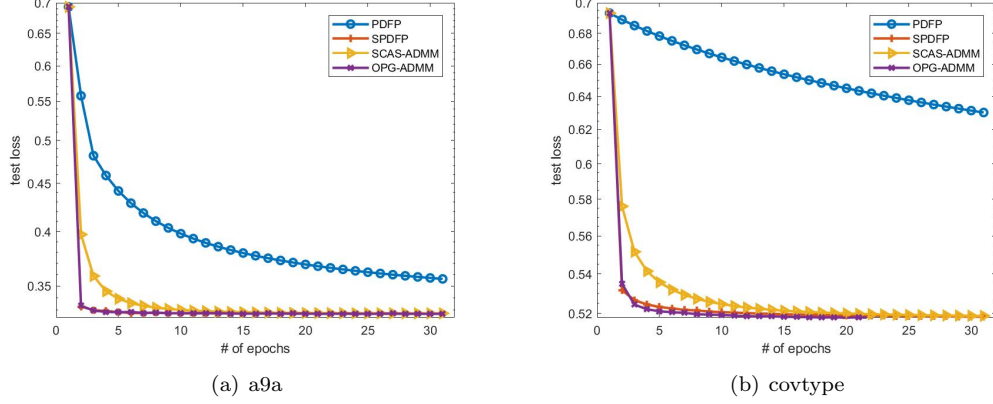 0.7
0.65
0.6
0.55
0.5
0.45
0.4
0.35
test loss
0 5 10 15 20 25 30
# of epochs
PDFP
SPDFP
SCAS-ADMM
OPG-ADMM
(a) a9a
0.7
0.68
0.66
0.64
0.62
0.6
0.58
0.56
0.54
0.52
test loss
0 5 10 15 20 25 30
# of epochs
PDFP
SPDFP
SCAS-ADMM
OPG-ADMM
(b) covtype